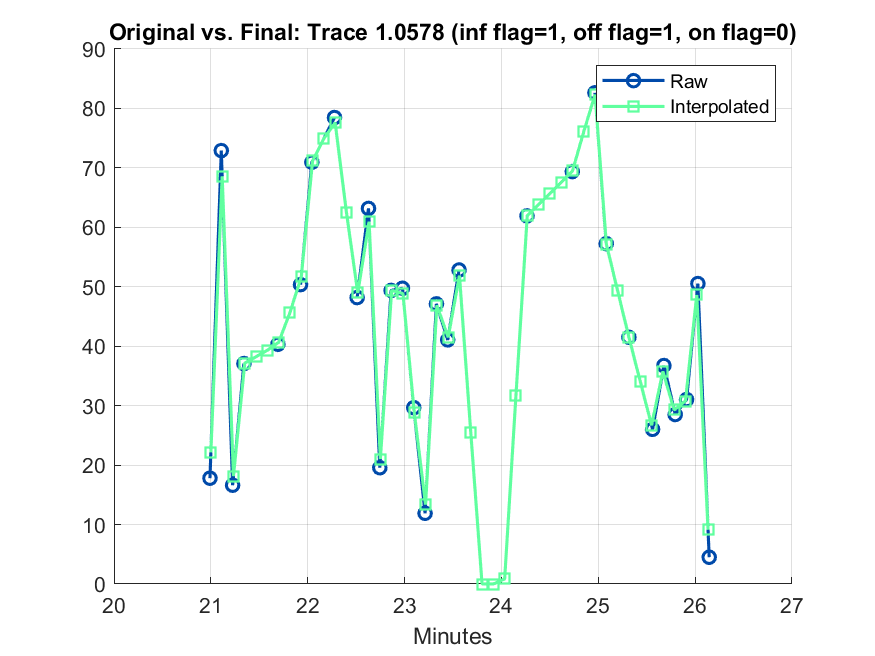 Original vs. Final: Trace 1.0578 (inf flag=1, off flag=1, on flag=0)
90
80
70
60
50
40
30
20
10
0
Raw
Interpolated
20 21 22 23 24 25 26 27
Minutes